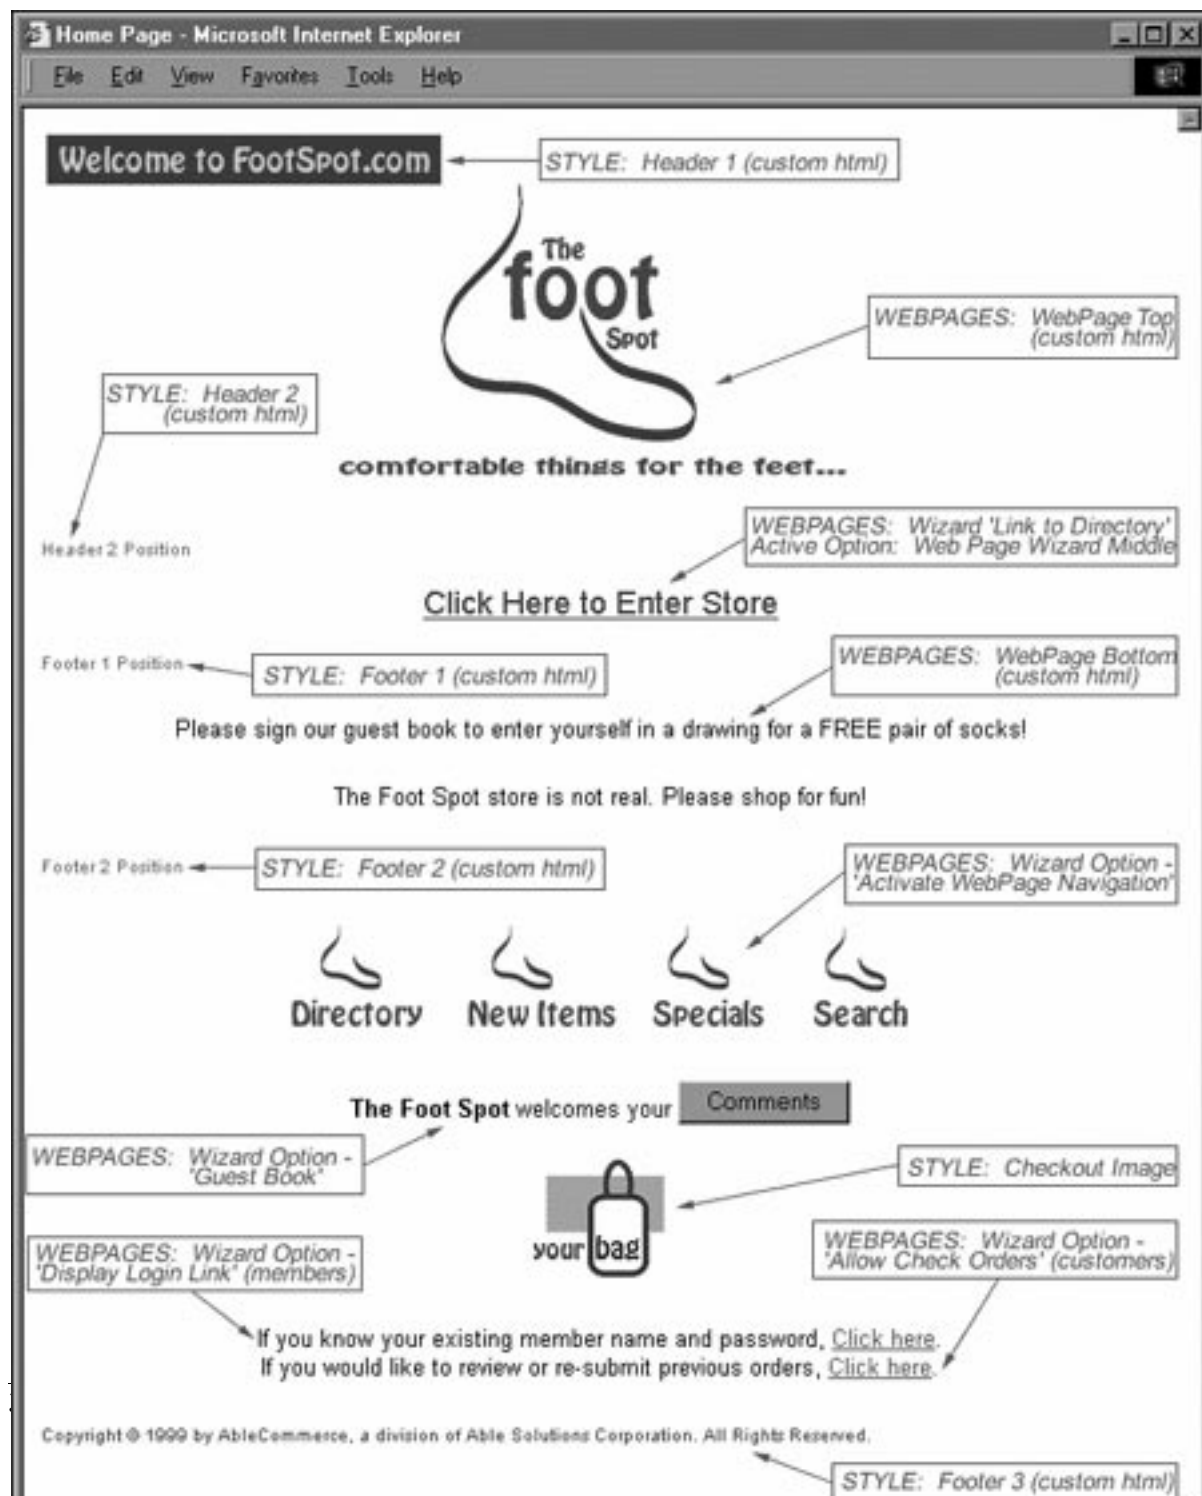 Home Page - Microsoft Internet Explorer
File Edit View Favorites Tools Help
Welcome to FootSpot.com
STYLE: Header 1 (custom html)
The
foot
Spot
WEBPAGES: WebPage Top
(custom html)
STYLE: Header 2
(custom html)
comfortable things for the feet...
WEBPAGES: Wizard 'Link to Directory'
Active Option: Web Page Wizard Middle
Header 2 Position
Click Here to Enter Store
Footer 1 Position
STYLE: Footer 1 (custom html)
WEBPAGES: WebPage Bottom
(custom html)
Please sign our guest book to enter yourself in a drawing for a FREE pair of socks!
The Foot Spot store is not real. Please shop for fun!
Footer 2 Position
STYLE: Footer 2 (custom html)
WEBPAGES: Wizard Option -
'Activate WebPage Navigation'
Directory New Items Specials Search
The Foot Spot welcomes your Comments
WEBPAGES: Wizard Option -
"Guest Book"
STYLE: Checkout Image
your bag
WEBPAGES: Wizard Option -
'Display Login Link' (members)
WEBPAGES: Wizard Option -
'Allow Check Orders' (customers)
If you know your existing member name and password, Click here.
If you would like to review or re-submit previous orders, Click here.
Copyright © 1999 by AbleCommerce, a division of Able Solutions Corporation. All Rights Reserved.
STYLE: Footer 3 (custom html)